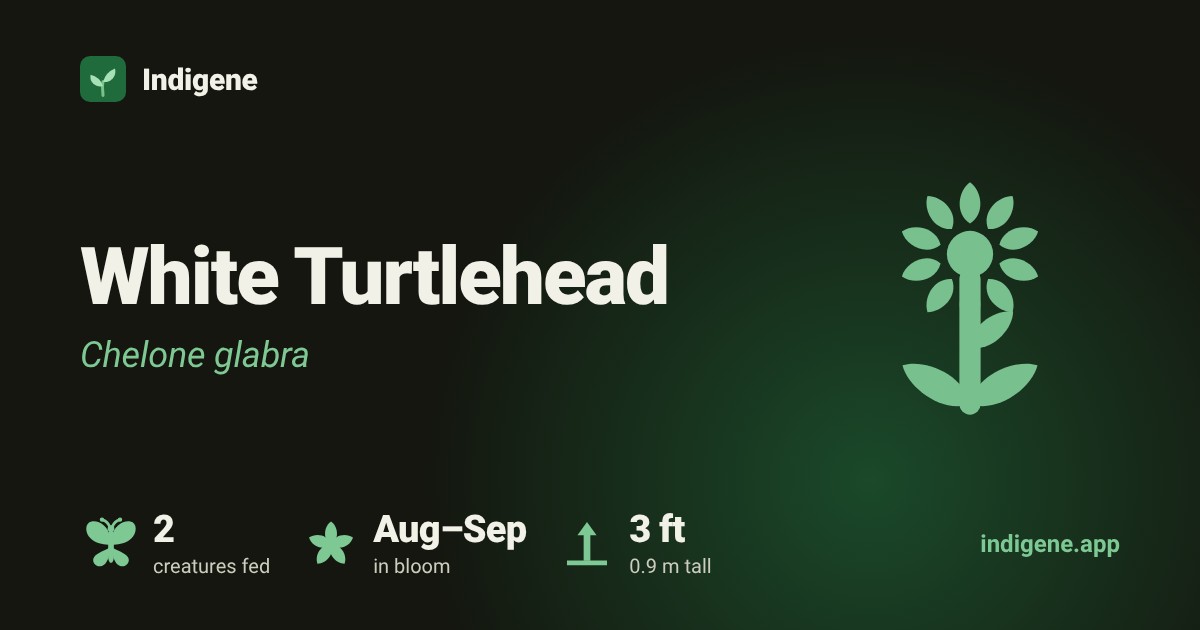 Indigene
White Turtlehead
Chelone glabra
2
creatures fed
Aug–Sep
in bloom
3 ft
0.9 m tall
indigene.app